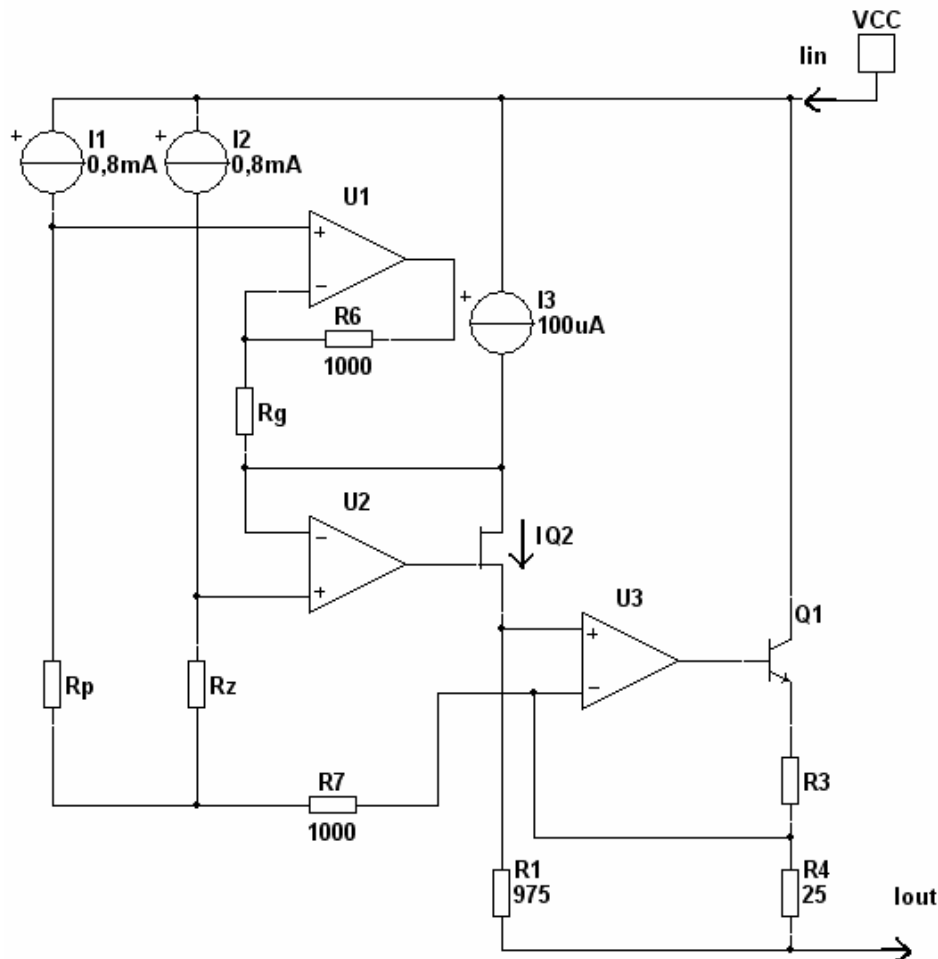 VCC
Iin
+
I1
0,8mA
+
I2
0,8mA
U1
+
−
+
I3
100uA
R6
1000
Rg
U2
−
+
IQ2
U3
+
−
Q1
Rp
Rz
R7
1000
R3
R1
975
R4
25
Iout